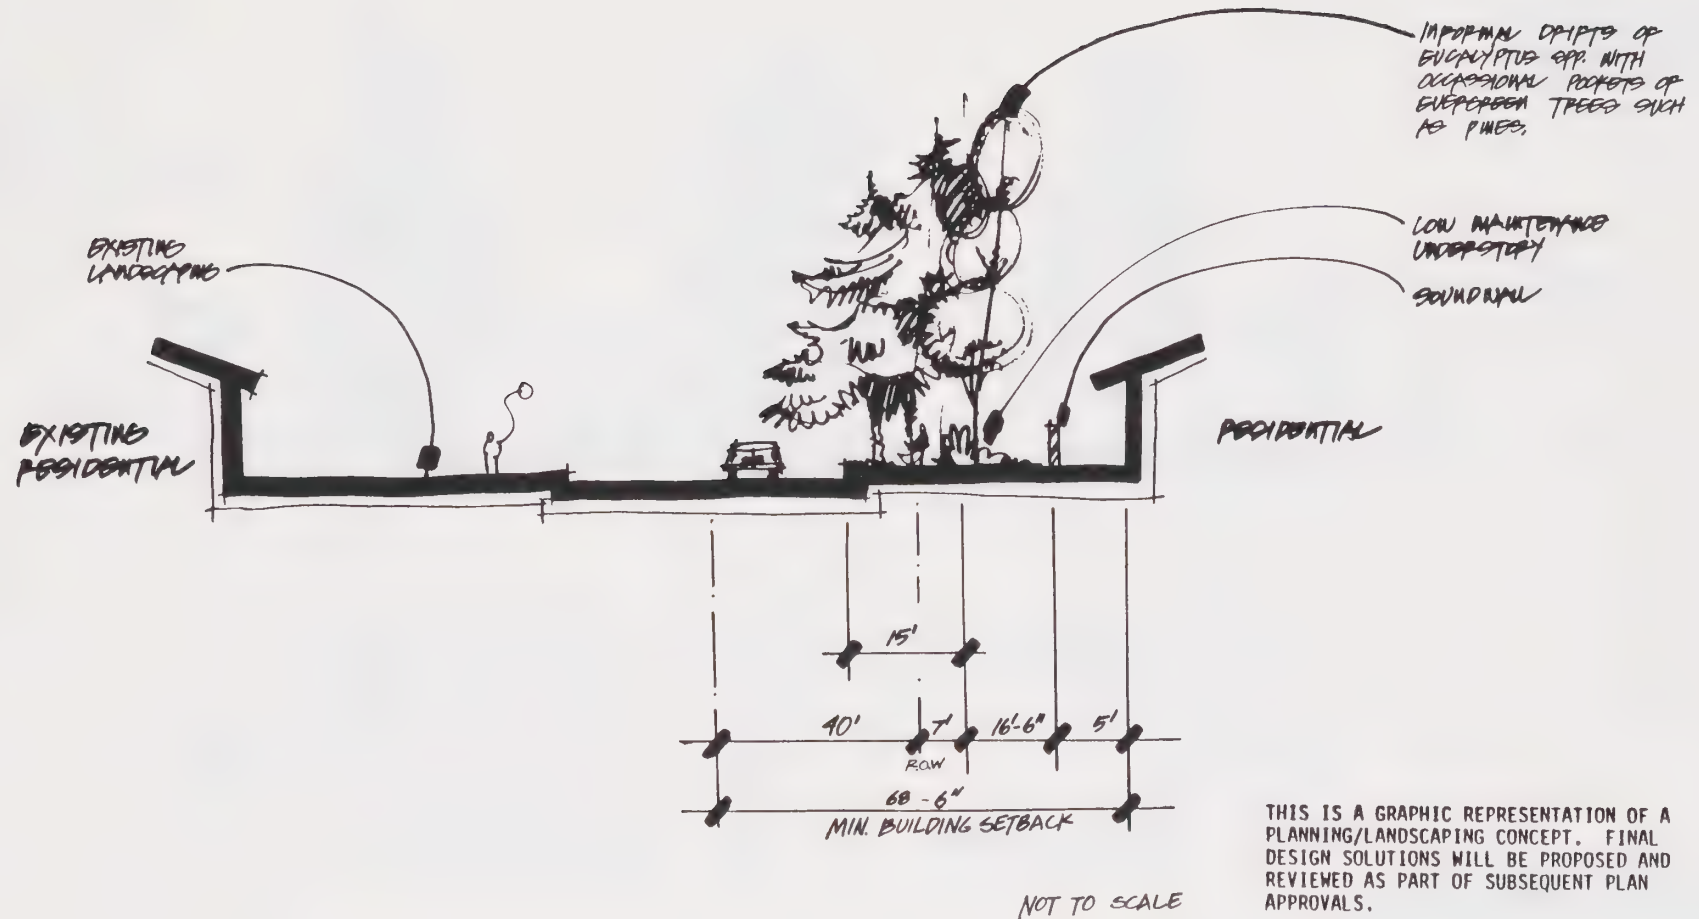 INFORMAL DRIFTS OF
EUCALYPTUS SPP. WITH
OCCASSIONAL POCKETS OF
EVERGREEN TREES SUCH
AS PINES.
LOW MAINTENANCE
UNDERSTORY
SOUNDWALL
EXISTING
LANDSCAPING
EXISTING
RESIDENTIAL
RESIDENTIAL
15'
40'
7'
16'-6"
5'
R.O.W
68-6"
MIN. BUILDING SETBACK
THIS IS A GRAPHIC REPRESENTATION OF A
PLANNING/LANDSCAPING CONCEPT. FINAL
DESIGN SOLUTIONS WILL BE PROPOSED AND
REVIEWED AS PART OF SUBSEQUENT PLAN
APPROVALS.
NOT TO SCALE